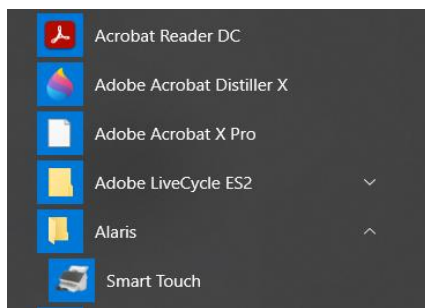 Acrobat Reader DC
Adobe Acrobat Distiller X
Adobe Acrobat X Pro
Adobe LiveCycle ES2
Alaris
Smart Touch